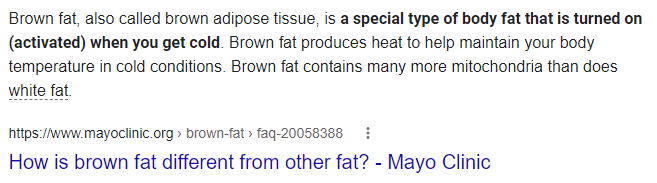 Brown fat, also called brown adipose tissue, is a special type of body fat that is turned on
(activated) when you get cold. Brown fat produces heat to help maintain your body
temperature in cold conditions. Brown fat contains many more mitochondria than does
white fat.
https://www.mayoclinic.org › brown-fat › faq-20058388
How is brown fat different from other fat? - Mayo Clinic